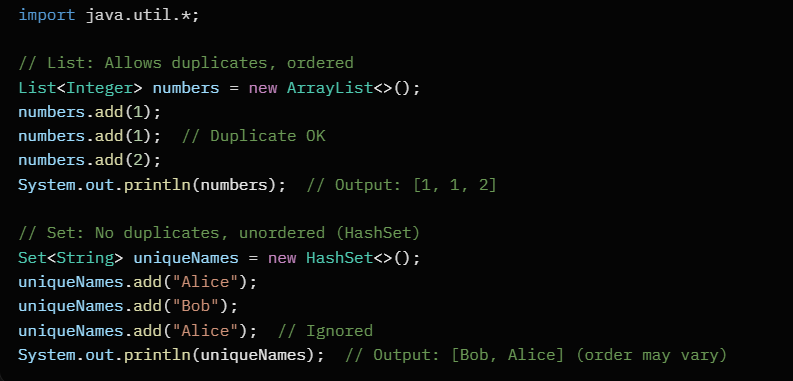 import java.util.*;
// List: Allows duplicates, ordered
List<Integer> numbers = new ArrayList<>();
numbers.add(1);
numbers.add(1);  // Duplicate OK
numbers.add(2);
System.out.println(numbers);  // Output: [1, 1, 2]
// Set: No duplicates, unordered (HashSet)
Set<String> uniqueNames = new HashSet<>();
uniqueNames.add("Alice");
uniqueNames.add("Bob");
uniqueNames.add("Alice");  // Ignored
System.out.println(uniqueNames);  // Output: [Bob, Alice] (order may vary)